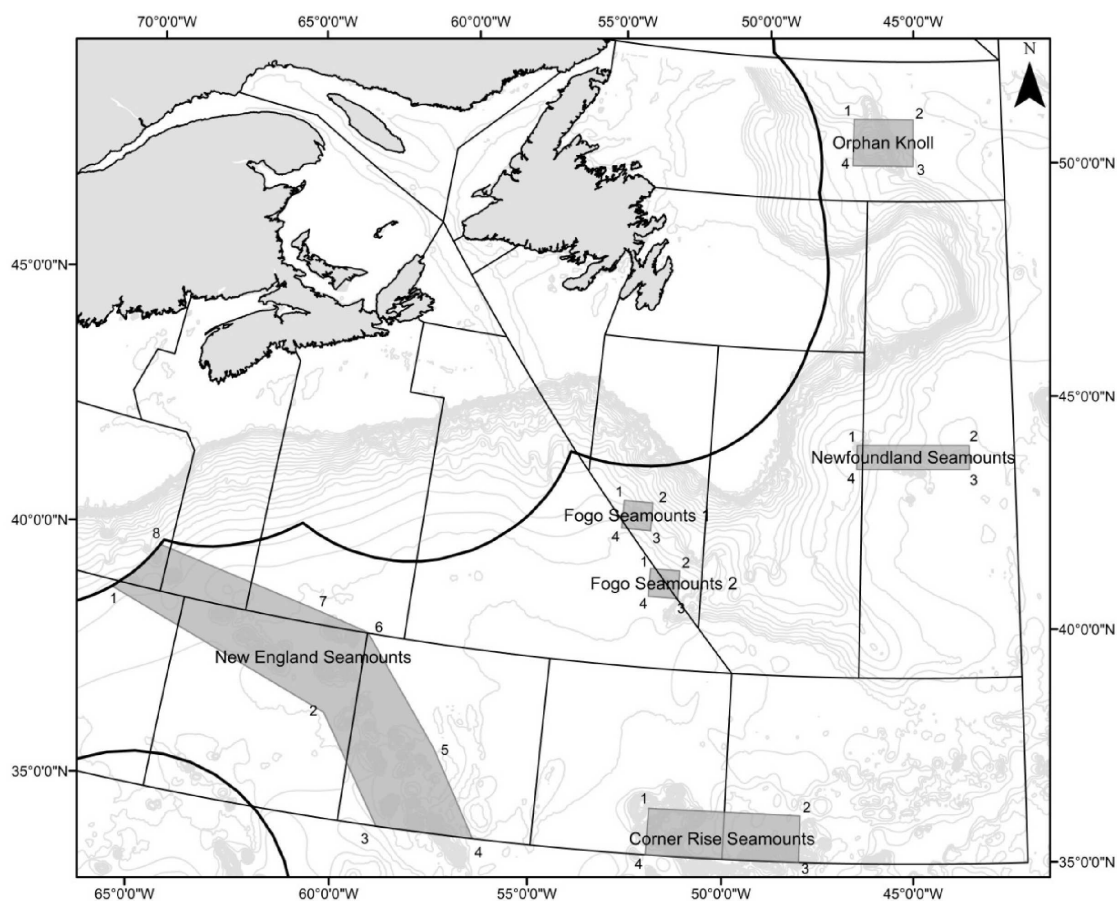 70°0'0"W 65°0'0"W 60°0'0"W 55°0'0"W 50°0'0"W 45°0'0"W
N
1 2
Orphan Knoll
4 3
50°0'0"N
45°0'0"N
45°0'0"N
1 2
Newfoundland Seamounts
4 3
1 2
Fogo Seamounts 1
4 3
40°0'0"N
8
1 2
Fogo Seamounts 2
4 3
1
7
6
40°0'0"N
New England Seamounts
2
5
35°0'0"N
1 2
Corner Rise Seamounts
3 4
4 3
35°0'0"N
65°0'0"W 60°0'0"W 55°0'0"W 50°0'0"W 45°0'0"W